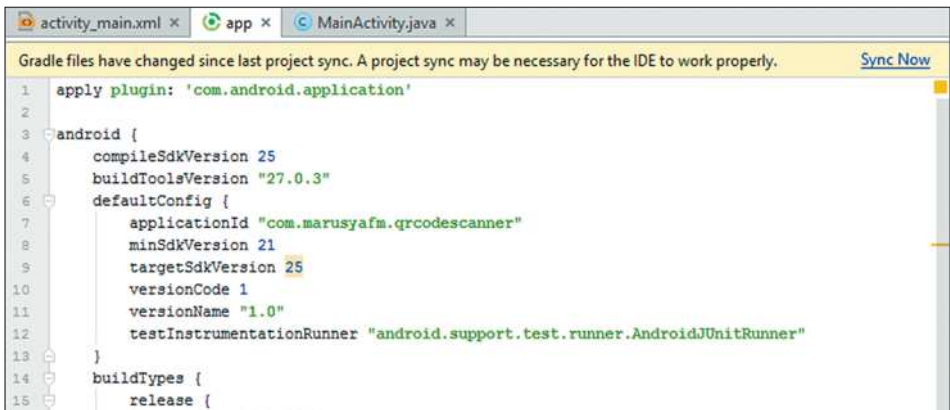 activity_main.xml × app × MainActivity.java ×
Gradle files have changed since last project sync. A project sync may be necessary for the IDE to work properly. Sync Now
1 apply plugin: 'com.android.application'
2
3 android {
4 compileSdkVersion 25
5 buildToolsVersion "27.0.3"
6 defaultConfig {
7 applicationId "com.marusyafm.qrcodescanner"
8 minSdkVersion 21
9 targetSdkVersion 25
10 versionCode 1
11 versionName "1.0"
12 testInstrumentationRunner "android.support.test.runner.AndroidJUnitRunner"
13 }
14 buildTypes {
15 release {